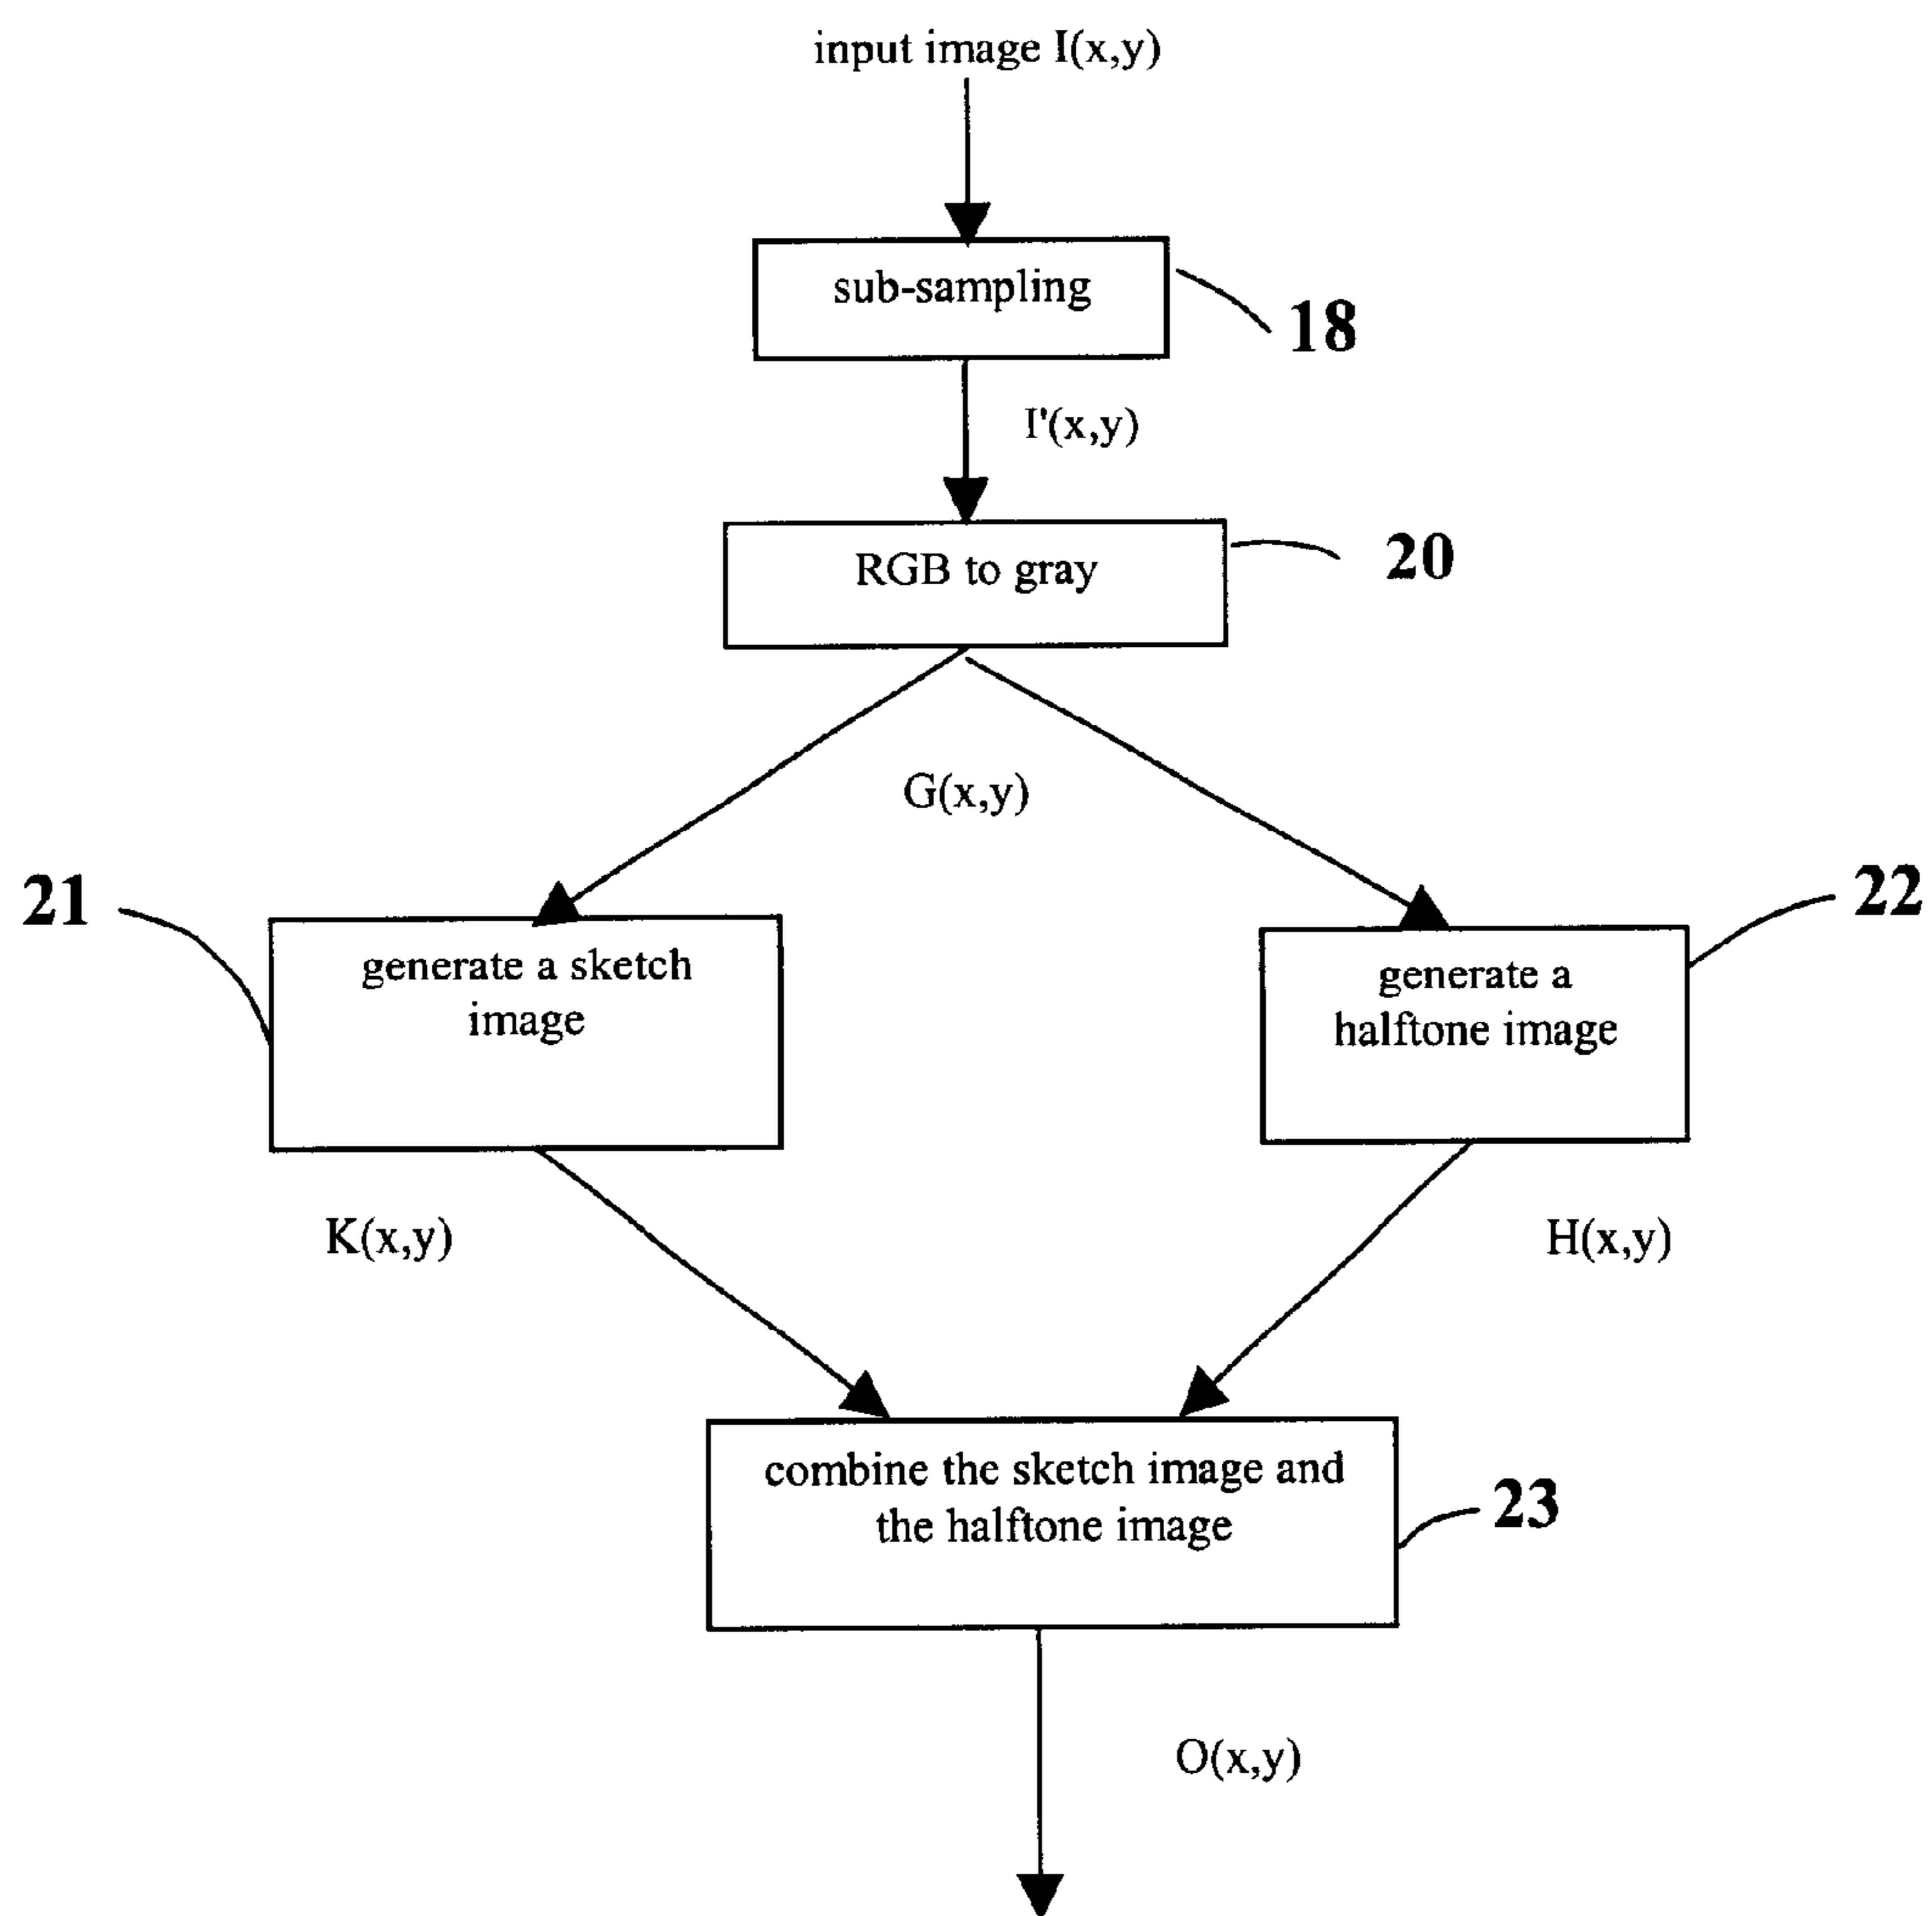 input image I(x,y)
sub-sampling
18
I'(x,y)
RGB to gray
20
G(x,y)
21
22
generate a sketch
image
generate a
halftone image
K(x,y)
H(x,y)
combine the sketch image and
the halftone image
23
O(x,y)